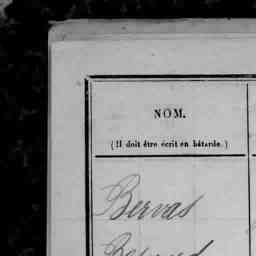 NOM.
(Il doit être écrit en bâtarde.)
Bervas